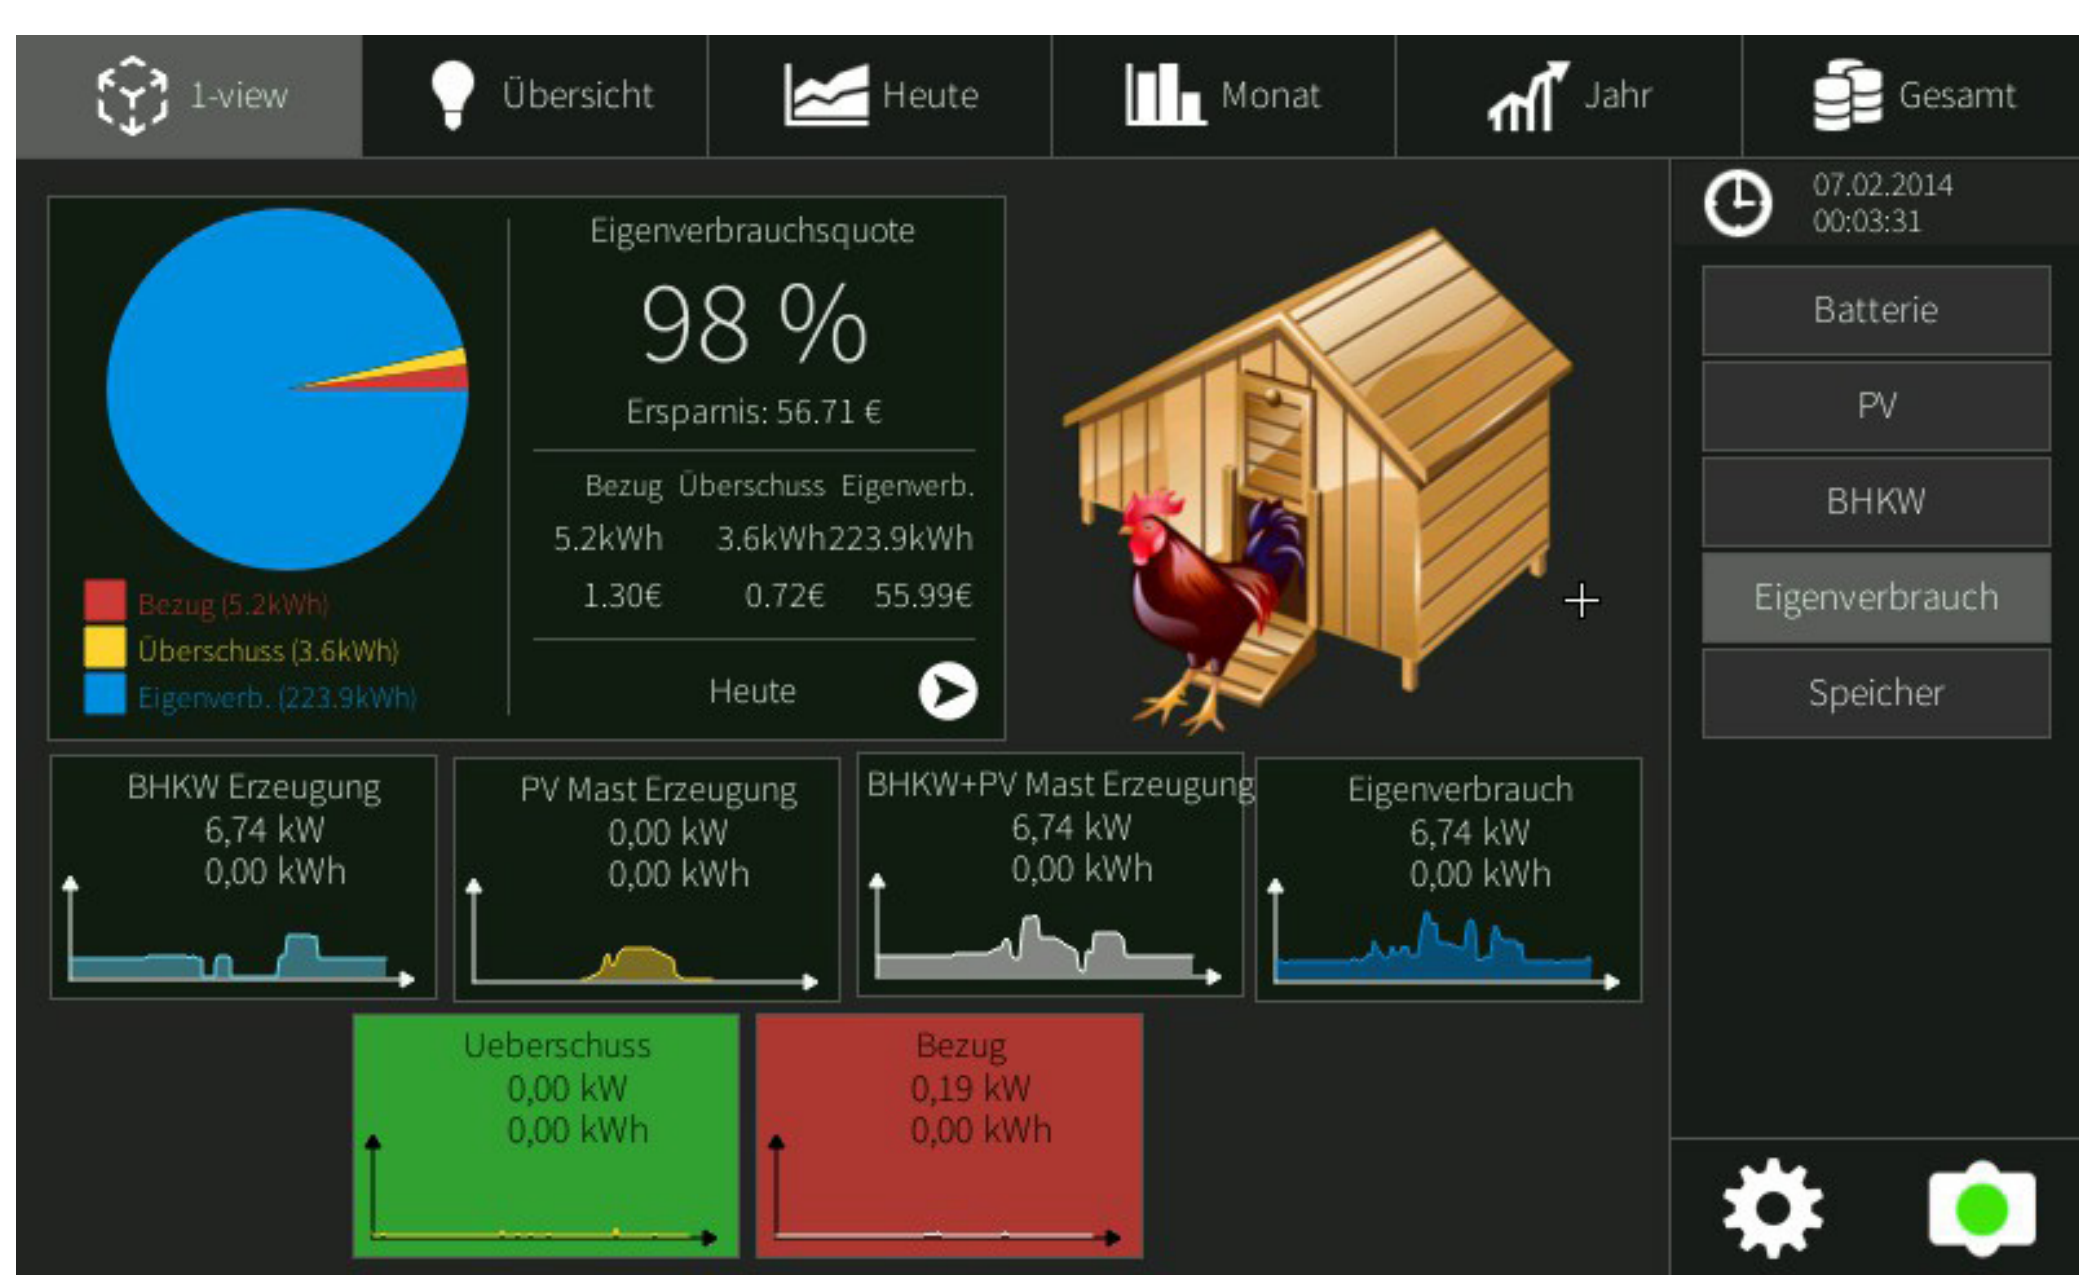 1-view
Übersicht
Heute
Monat
Jahr
Gesamt
07.02.2014
00:03:31
Eigenverbrauchsquote
98 %
Ersparnis: 56.71 €
Bezug Überschuss Eigenverb.
5.2kWh 3.6kWh 223.9kWh
1.30€ 0.72€ 55.99€
Heute
Bezug (5.2kWh)
Überschuss (3.6kWh)
Eigenverb. (223.9kWh)
Batterie
PV
BHKW
Eigenverbrauch
Speicher
BHKW Erzeugung
6,74 kW
0,00 kWh
PV Mast Erzeugung
0,00 kW
0,00 kWh
BHKW+PV Mast Erzeugung
6,74 kW
0,00 kWh
Eigenverbrauch
6,74 kW
0,00 kWh
Ueberschuss
0,00 kW
0,00 kWh
Bezug
0,19 kW
0,00 kWh